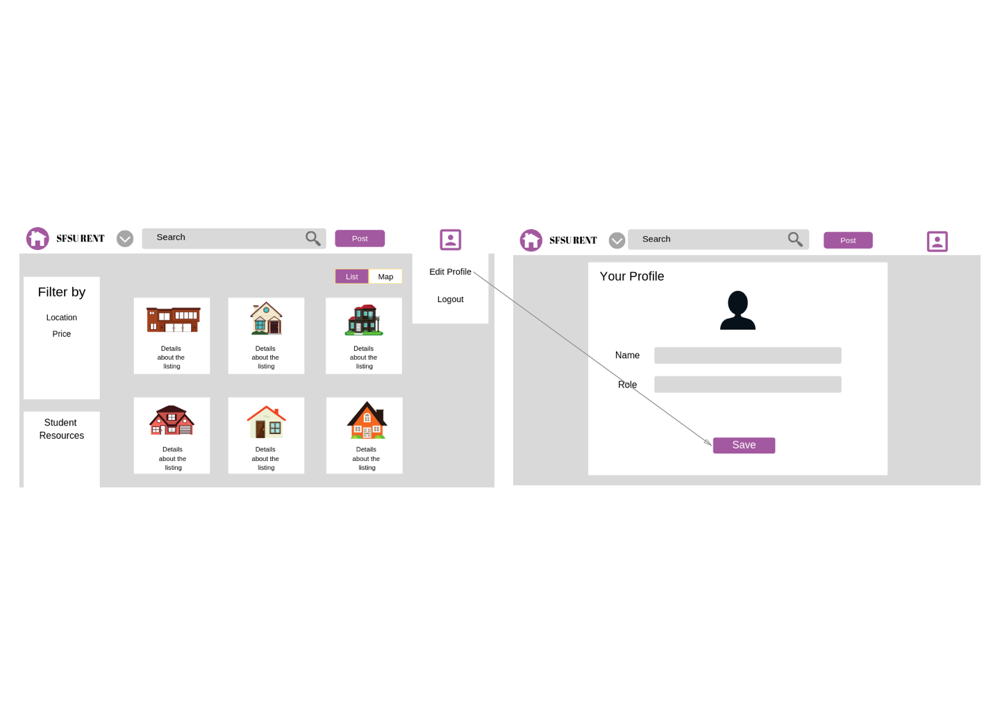 SFSU RENT
Search
Post
Edit Profile
Logout
List
Map
Filter by
Location
Price
Details
about the
listing
Details
about the
listing
Details
about the
listing
Student
Resources
Details
about the
listing
Details
about the
listing
Details
about the
listing
SFSU RENT
Search
Post
Your Profile
Name
Role
Save